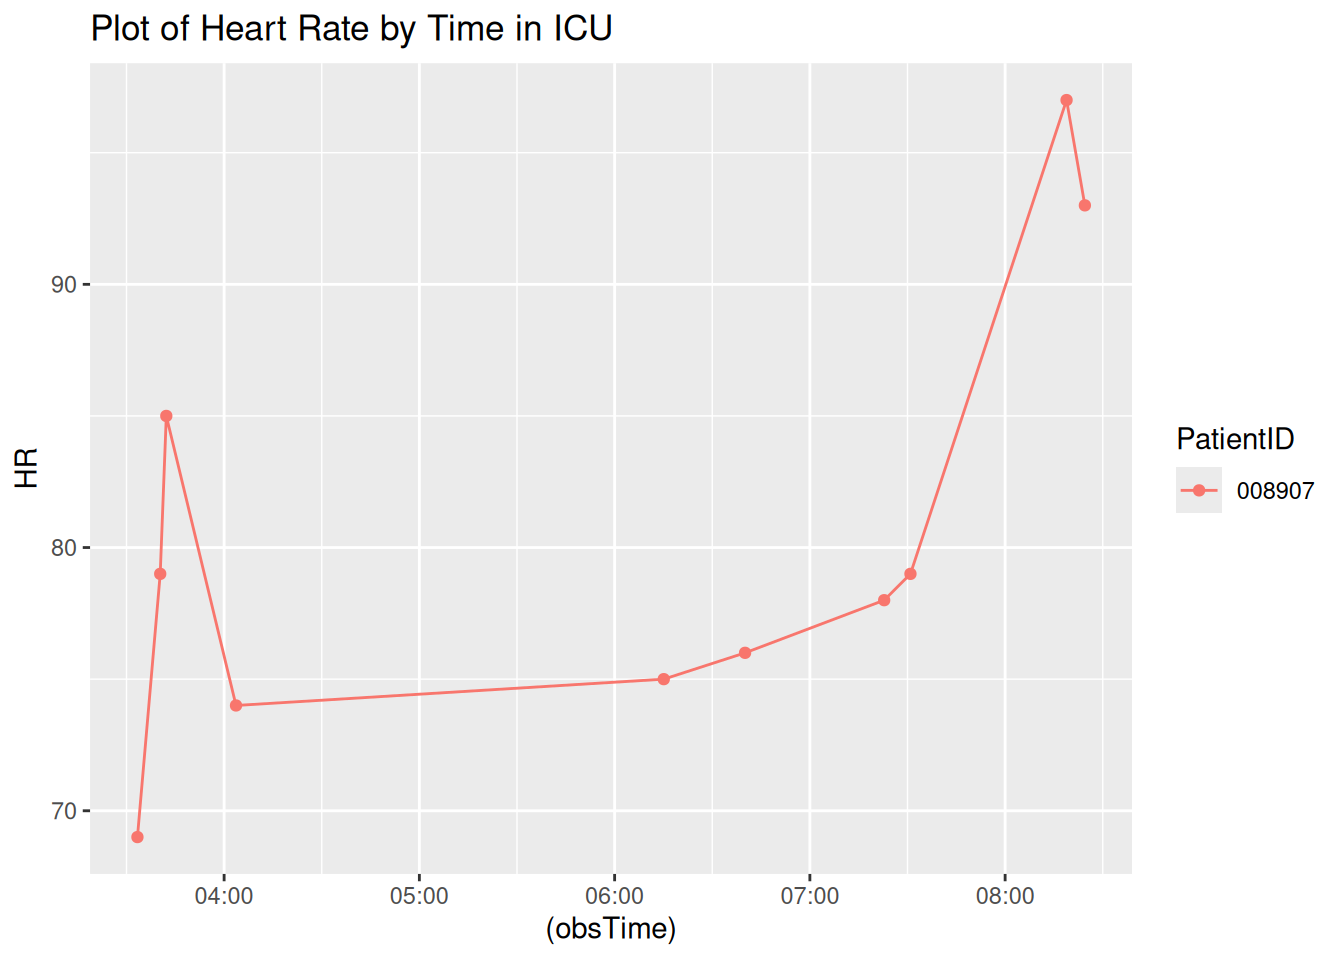 Plot of Heart Rate by Time in ICU
90
80
70
HR
04:00 05:00 06:00 07:00 08:00
(obsTime)
PatientID
008907